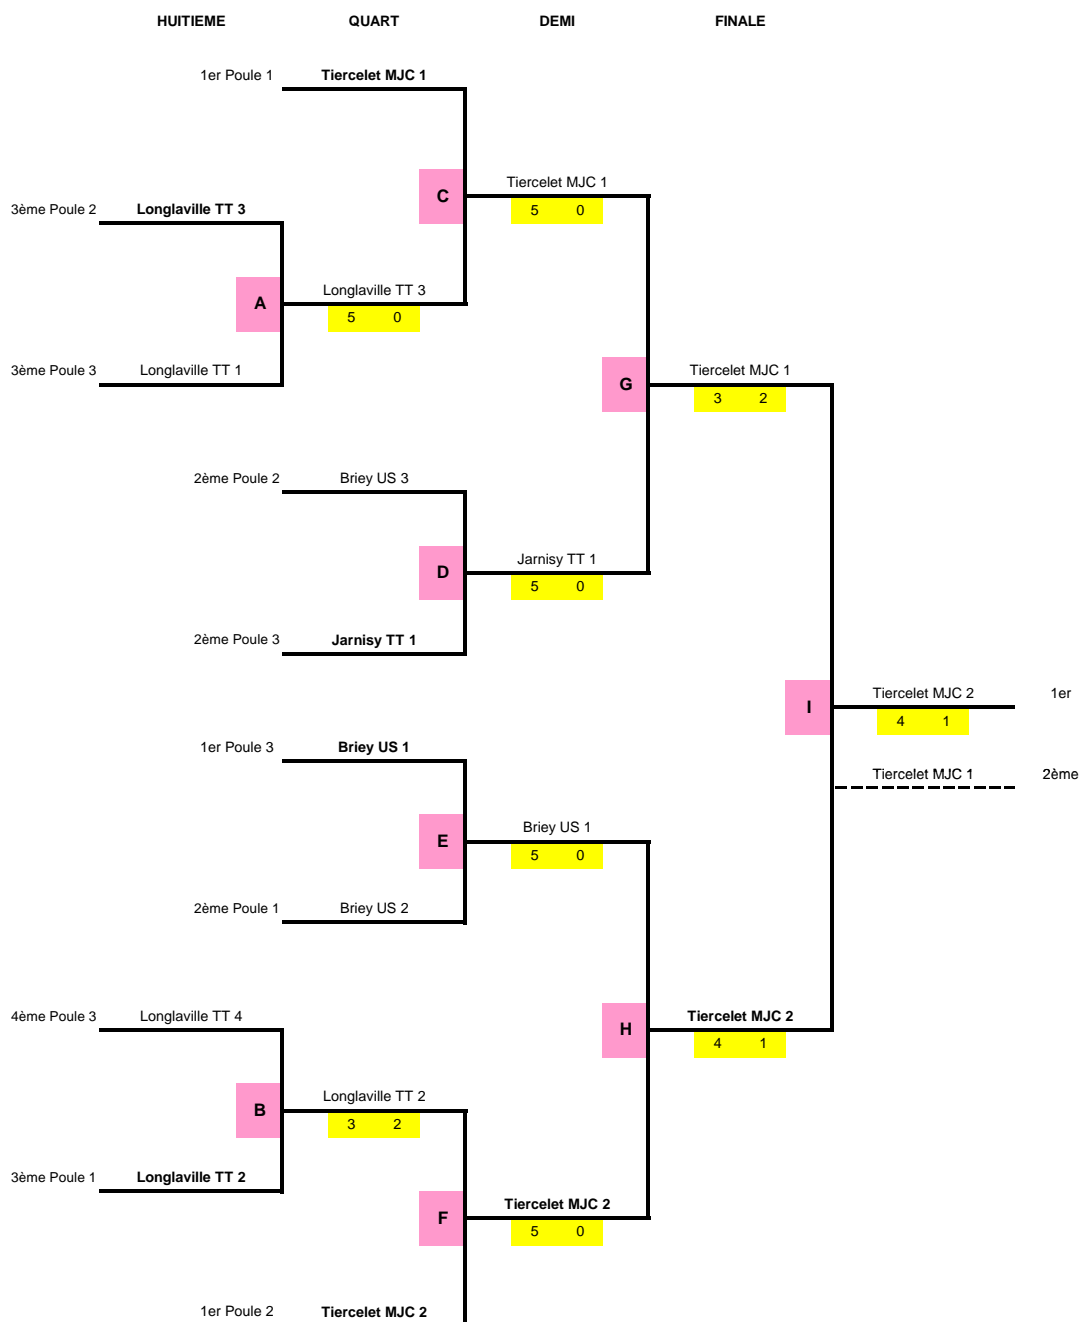 HUITIEME QUART DEMI FINALE
1er Poule 1 Tiercelet MJC 1
C Tiercelet MJC 1
5 0
3ème Poule 2 Longlaville TT 3
A Longlaville TT 3
5 0
3ème Poule 3 Longlaville TT 1
G Tiercelet MJC 1
3 2
2ème Poule 2 Briey US 3
D Jarnisy TT 1
5 0
2ème Poule 3 Jarnisy TT 1
I Tiercelet MJC 2 1er
4 1
1er Poule 3 Briey US 1
Tiercelet MJC 1 2ème
E Briey US 1
5 0
2ème Poule 1 Briey US 2
4ème Poule 3 Longlaville TT 4
H Tiercelet MJC 2
4 1
B Longlaville TT 2
3 2
3ème Poule 1 Longlaville TT 2
F Tiercelet MJC 2
5 0
1er Poule 2 Tiercelet MJC 2